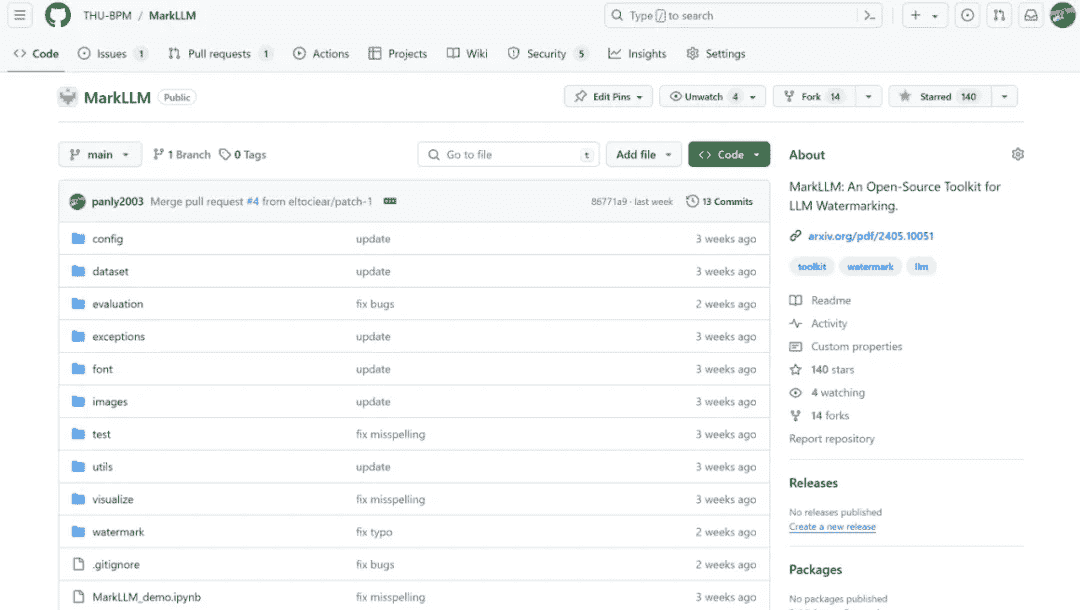 THU-BPM / MarkLLM
Type / to search
Code Issues 1 Pull requests 1 Actions Projects Wiki Security 5 Insights Settings
MarkLLM Public
Edit Pins Unwatch 4 Fork 14 Starred 140
main 1 Branch 0 Tags Go to file t Add file Code
panly2003 Merge pull request #4 from eltociear/patch-1 86771a9 · last week 13 Commits
config update 3 weeks ago
dataset update 3 weeks ago
evaluation fix bugs 2 weeks ago
exceptions update 3 weeks ago
font update 3 weeks ago
images update 3 weeks ago
test fix misspelling 3 weeks ago
utils update 3 weeks ago
visualize fix misspelling 3 weeks ago
watermark fix typo 2 weeks ago
.gitignore fix bugs 2 weeks ago
MarkLLM_demo.ipynb fix misspelling 3 weeks ago
About
MarkLLM: An Open-Source Toolkit for
LLM Watermarking.
arxiv.org/pdf/2405.10051
toolkit watermark llm
Readme
Activity
Custom properties
140 stars
4 watching
14 forks
Report repository
Releases
No releases published
Create a new release
Packages
No packages published